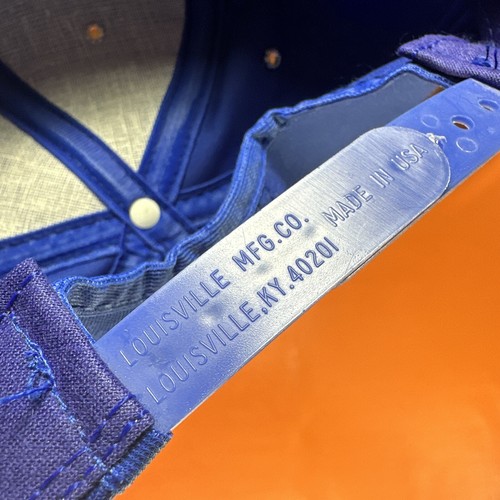 LOUISVILLE MFG.CO. MADE IN USA
LOUISVILLE,KY.40201